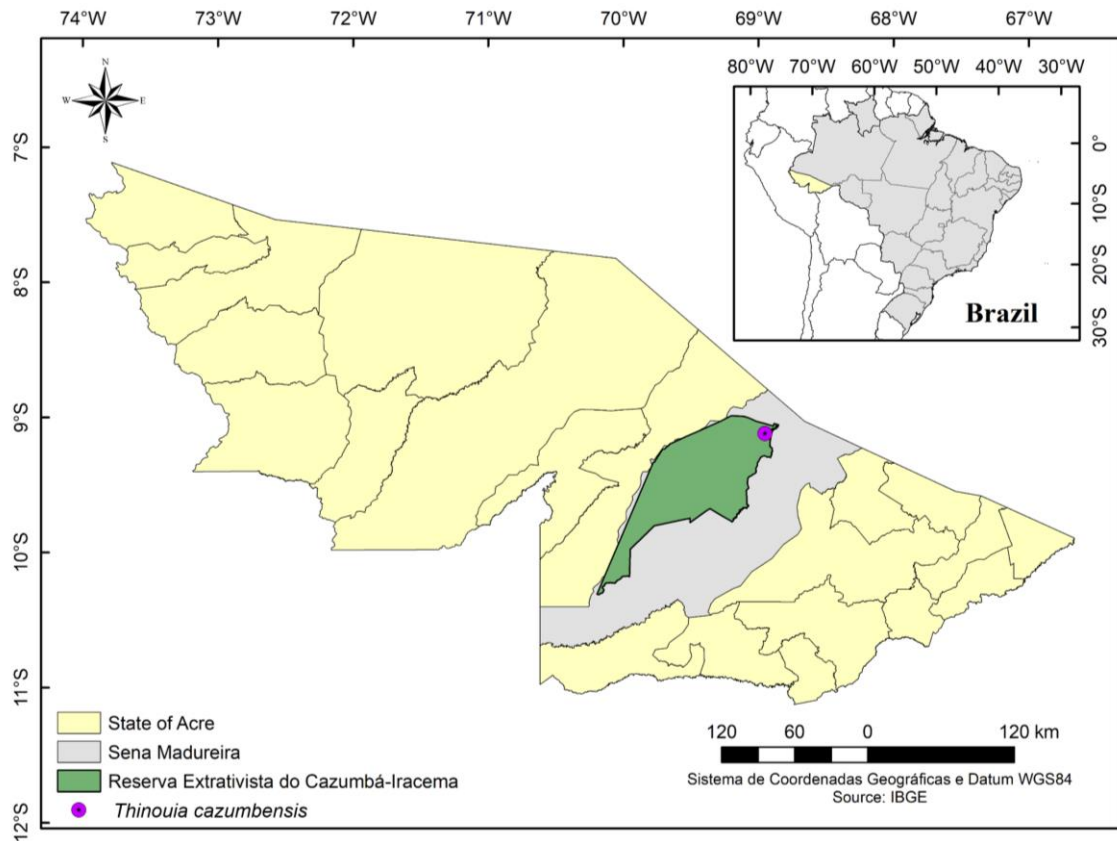 74°W 73°W 72°W 71°W 70°W 69°W 68°W 67°W
80°W 70°W 60°W 50°W 40°W 30°W
N
W E
S
7°S
8°S
9°S
10°S
11°S
12°S
0°
10°S
20°S
30°S
Brazil
State of Acre
Sena Madureira
Reserva Extrativista do Cazumbá-Iracema
Thinouia cazumbensis
120 60 0 120 km
Sistema de Coordenadas Geográficas e Datum WGS84
Source: IBGE